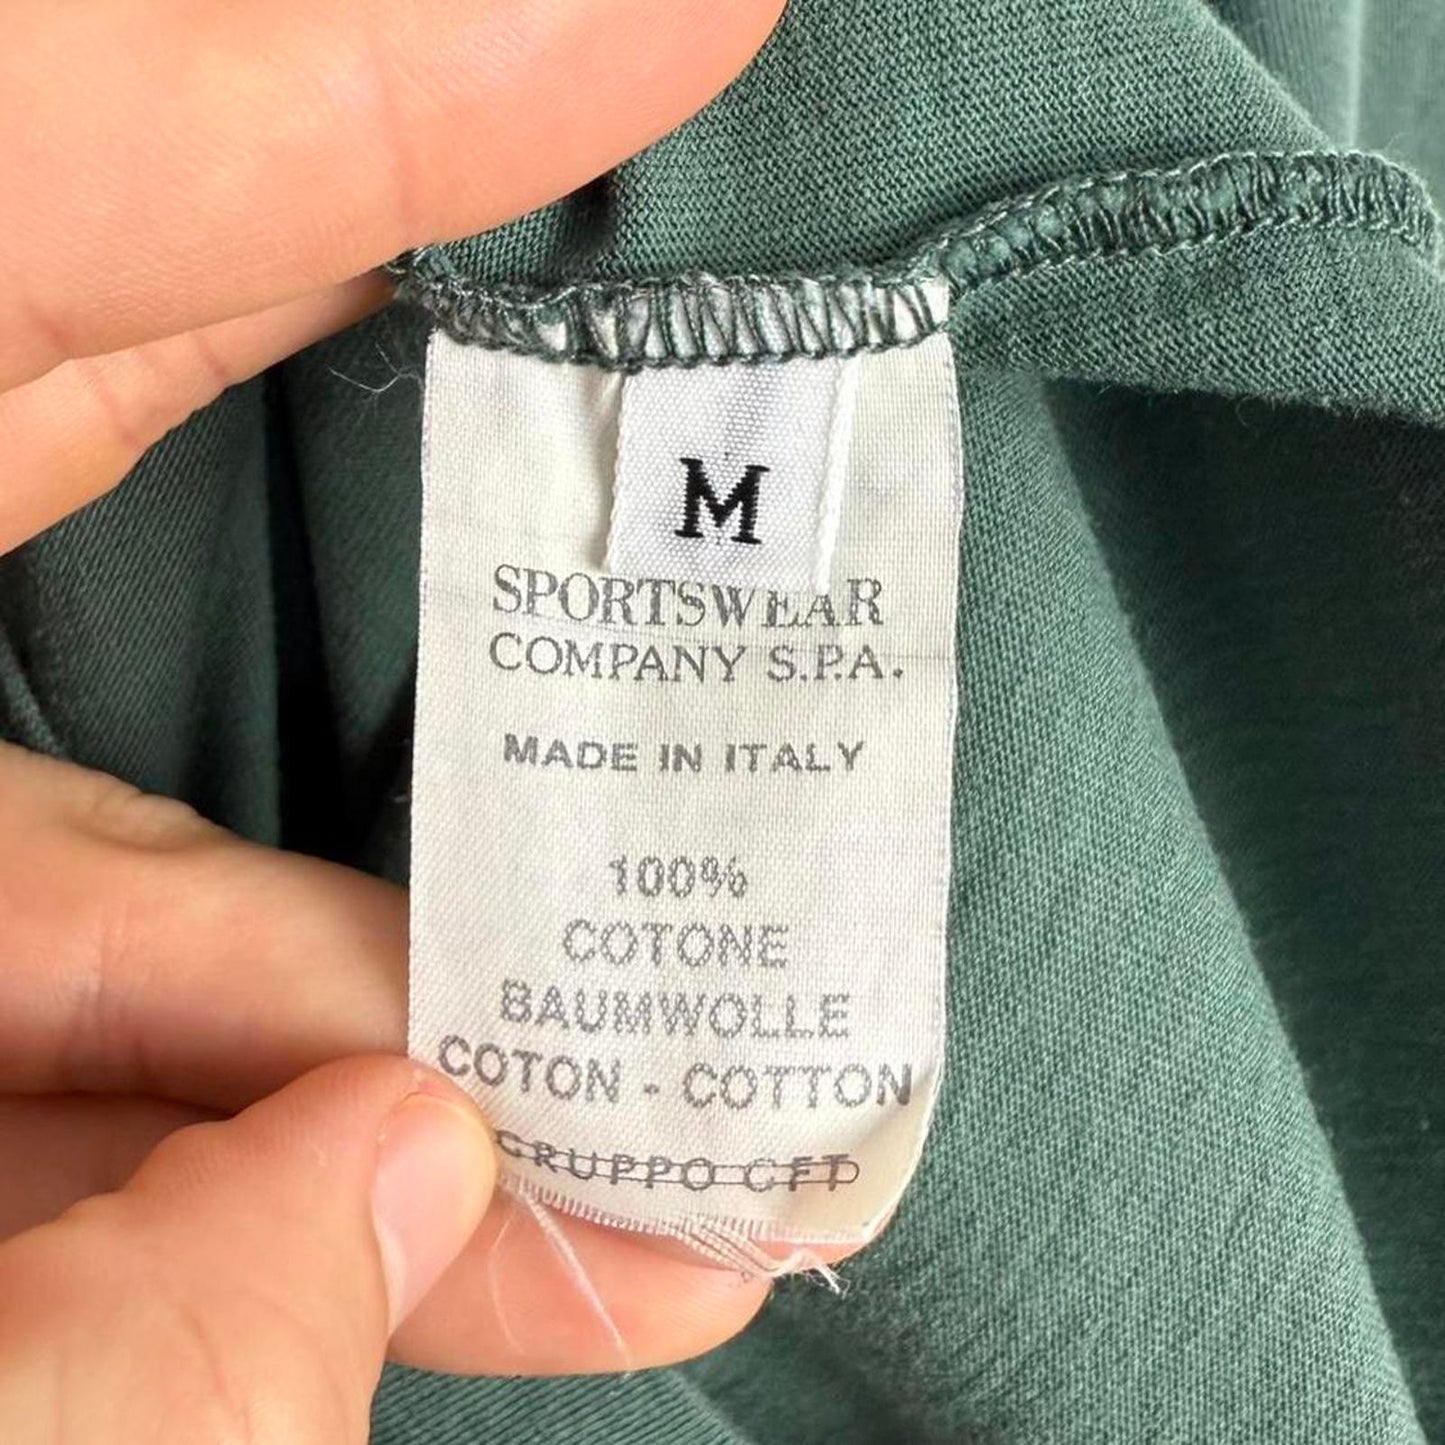 M
SPORTSWEAR
COMPANY S.P.A.
MADE IN ITALY
100%
COTONE
BAUMWOLLE
COTON - COTTON
GRUPPO CFT